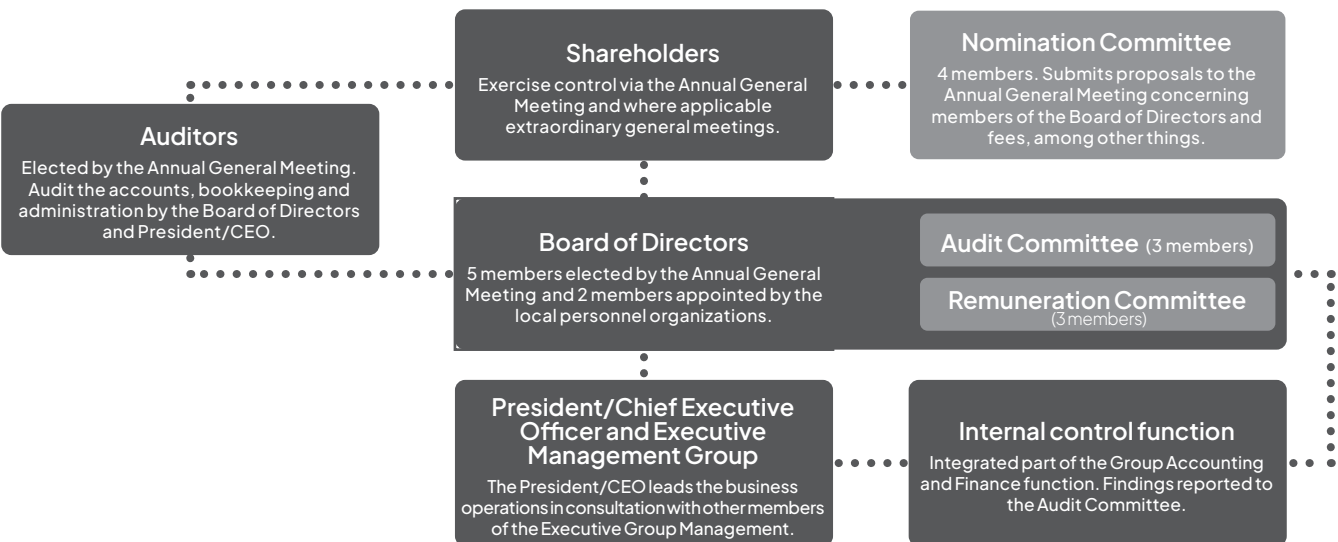 Shareholders
Exercise control via the Annual General
Meeting and where applicable
extraordinary general meetings.
Nomination Committee
4 members. Submits proposals to the
Annual General Meeting concerning
members of the Board of Directors and
fees, among other things.
Auditors
Elected by the Annual General Meeting.
Audit the accounts, bookkeeping and
administration by the Board of Directors
and President/CEO.
Board of Directors
5 members elected by the Annual General
Meeting and 2 members appointed by the
local personnel organizations.
Audit Committee (3 members)
Remuneration Committee
(3 members)
President/Chief Executive
Officer and Executive
Management Group
The President/CEO leads the business
operations in consultation with other members
of the Executive Group Management.
Internal control function
Integrated part of the Group Accounting
and Finance function. Findings reported to
the Audit Committee.